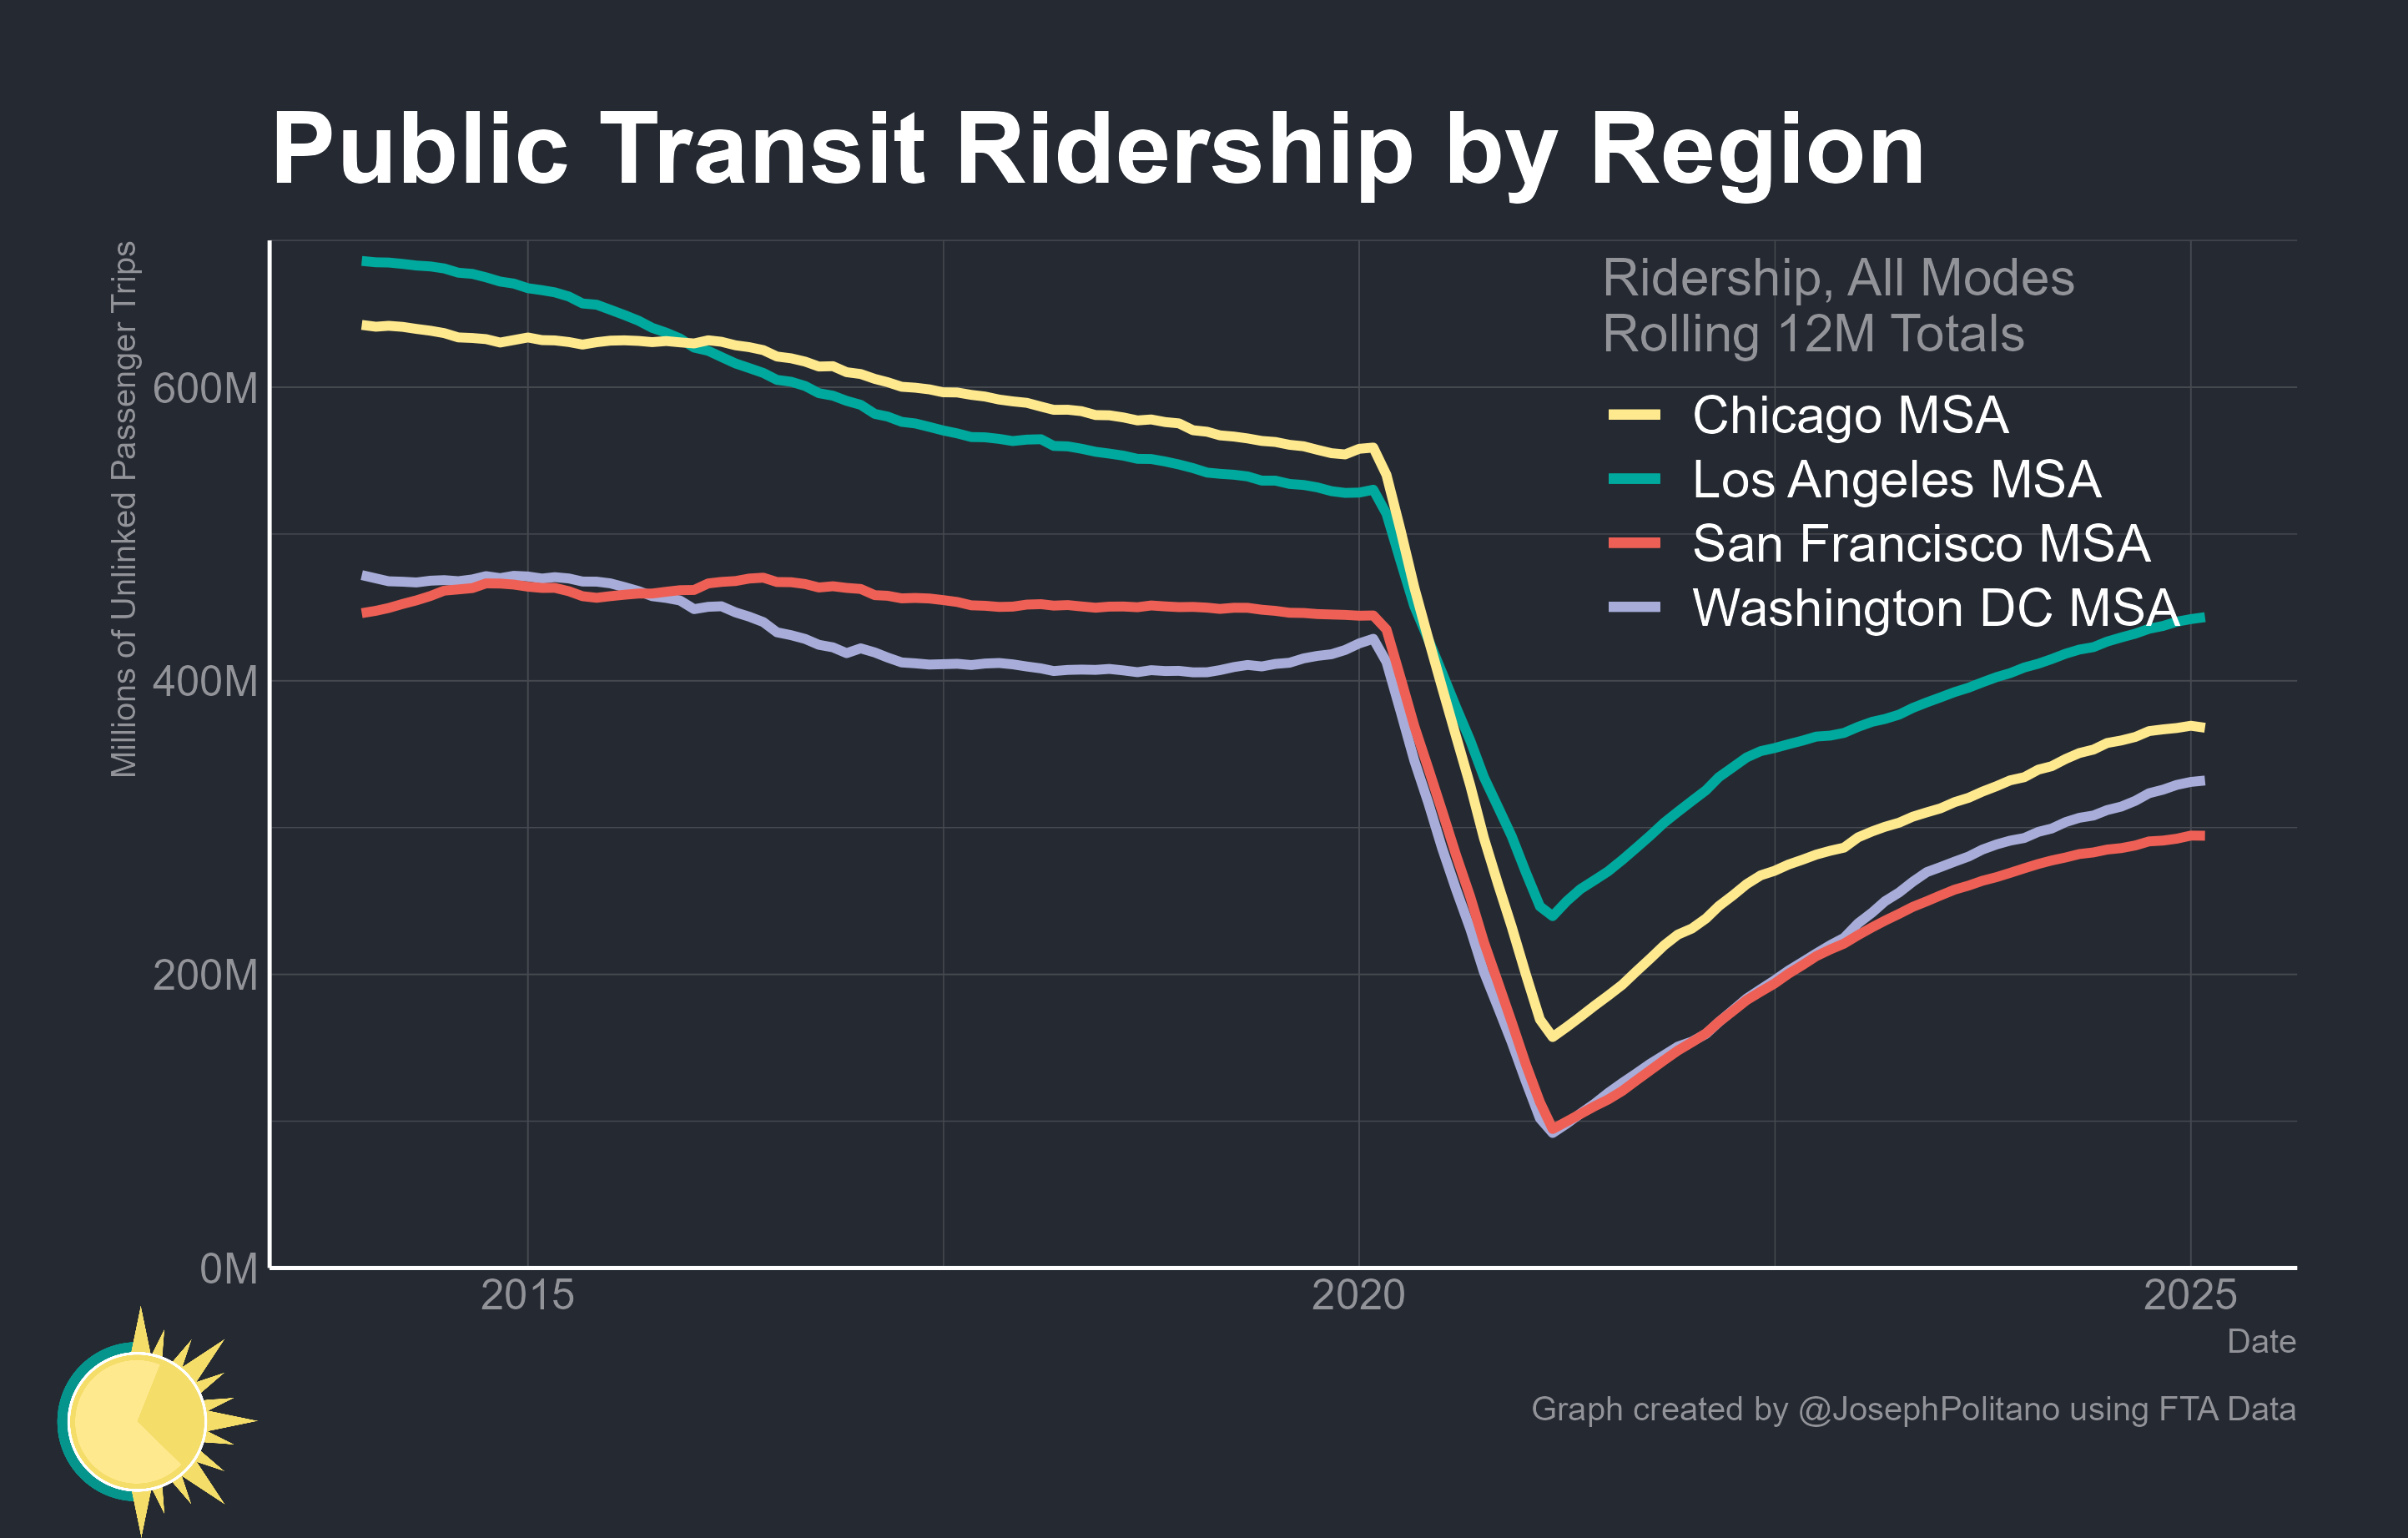 Public Transit Ridership by Region
Millions of Unlinked Passenger Trips
Ridership, All Modes
Rolling 12M Totals
Chicago MSA
Los Angeles MSA
San Francisco MSA
Washington DC MSA
600M
400M
200M
0M
2015
2020
2025
Date
Graph created by @JosephPolitano using FTA Data